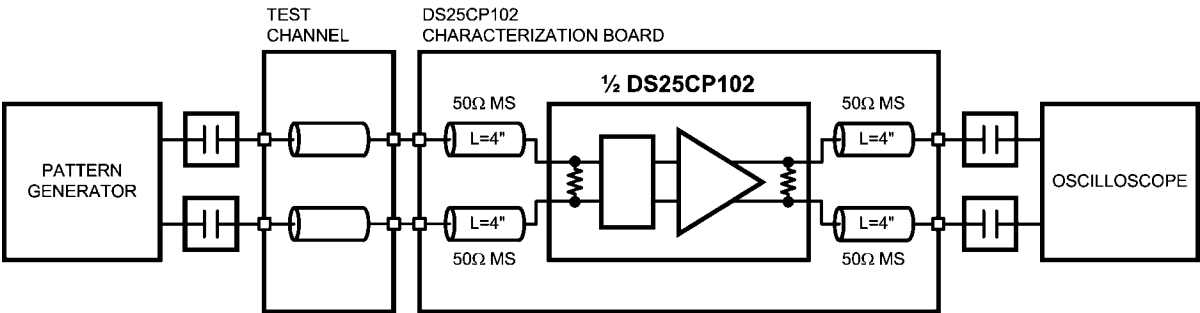 TEST
CHANNEL
DS25CP102
CHARACTERIZATION BOARD
½ DS25CP102
50Ω MS
50Ω MS
L=4"
L=4"
PATTERN
GENERATOR
OSCILLOSCOPE
L=4"
L=4"
50Ω MS
50Ω MS